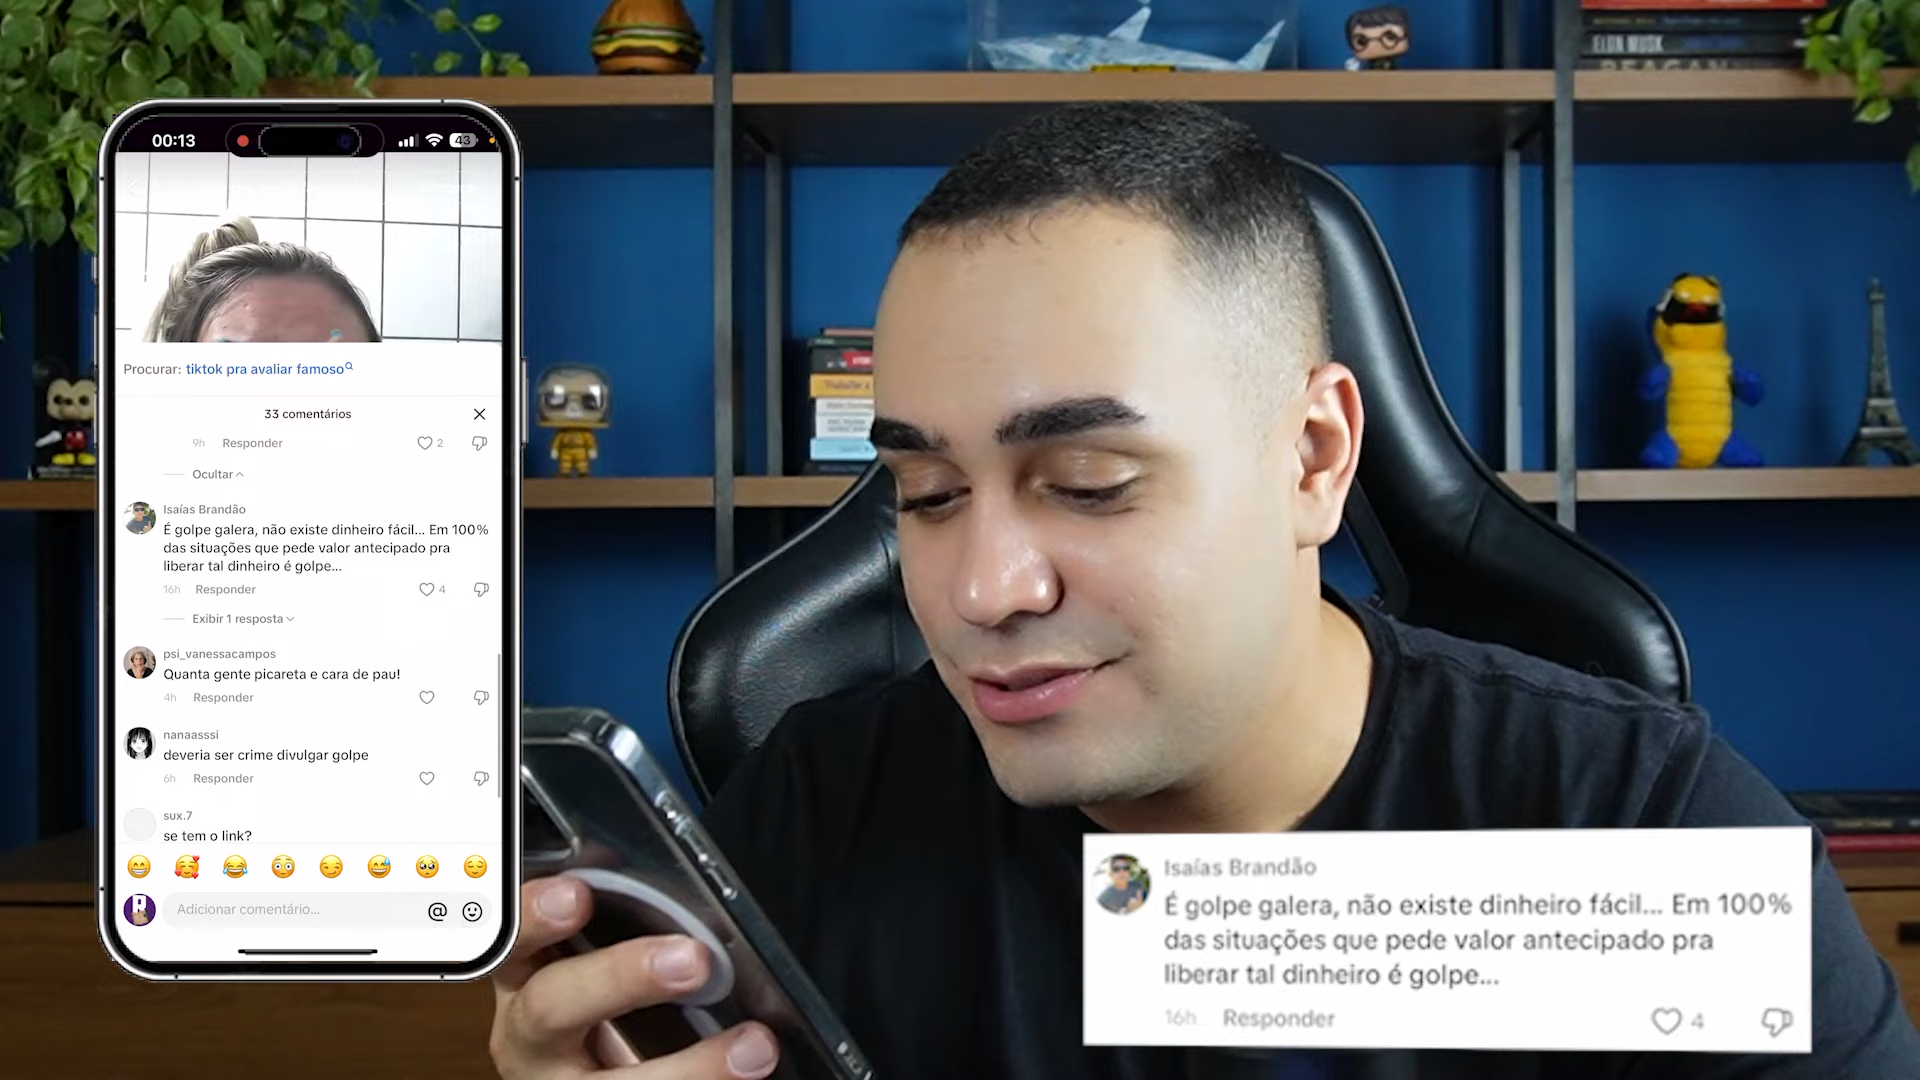 00:13
43
Procurar: tiktok pra avaliar famoso
33 comentários
9h Responder 2
Ocultar
Isaías Brandão
É golpe galera, não existe dinheiro fácil... Em 100%
das situações que pede valor antecipado pra
liberar tal dinheiro é golpe...
16h Responder 4
Exibir 1 resposta
psi_vanessacampos
Quanta gente picareta e cara de pau!
4h Responder
nanaasssi
deveria ser crime divulgar golpe
6h Responder
sux.7
se tem o link?
Adicionar comentário...
ELON MUSK
REAGAN
Isaías Brandão
É golpe galera, não existe dinheiro fácil... Em 100%
das situações que pede valor antecipado pra
liberar tal dinheiro é golpe...
16h Responder 4